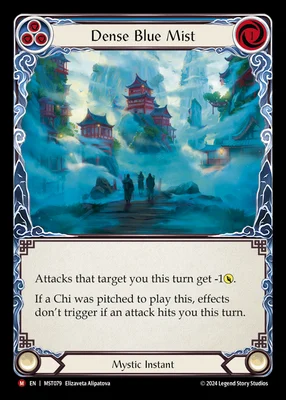 Dense Blue Mist
Attacks that target you this turn get -1
If a Chi was pitched to play this, effects
don't trigger if an attack hits you this turn.
Mystic Instant
M EN | MST079 Elizaveta Alipatova
©2024 Legend Story Studios